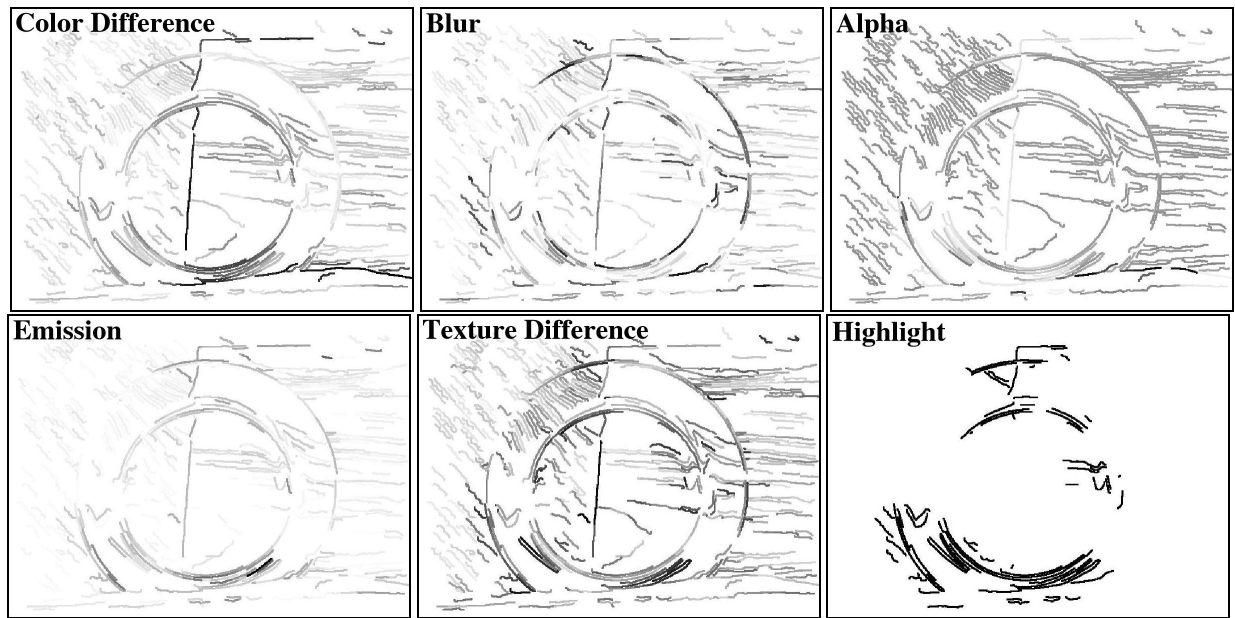 Color Difference
Blur
Alpha
Emission
Texture Difference
Highlight